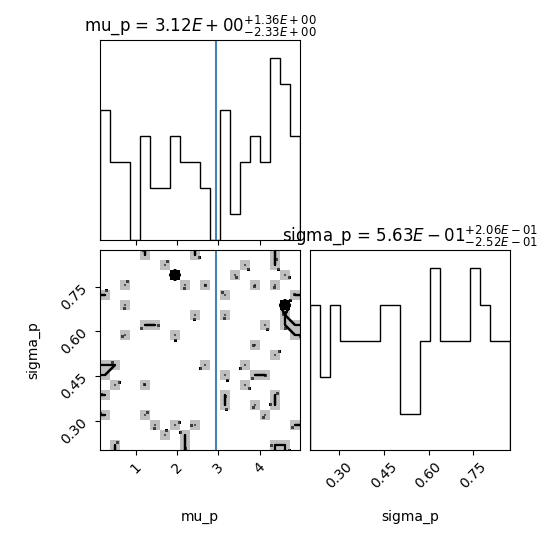 mu_p = 3.12E + 00 +1.36E + 00 −2.33E + 00
sigma_p = 5.63E − 01 +2.06E − 01 −2.52E − 01
sigma_p
0.75
0.60
0.45
0.30
1
2
3
4
mu_p
0.30
0.45
0.60
0.75
sigma_p